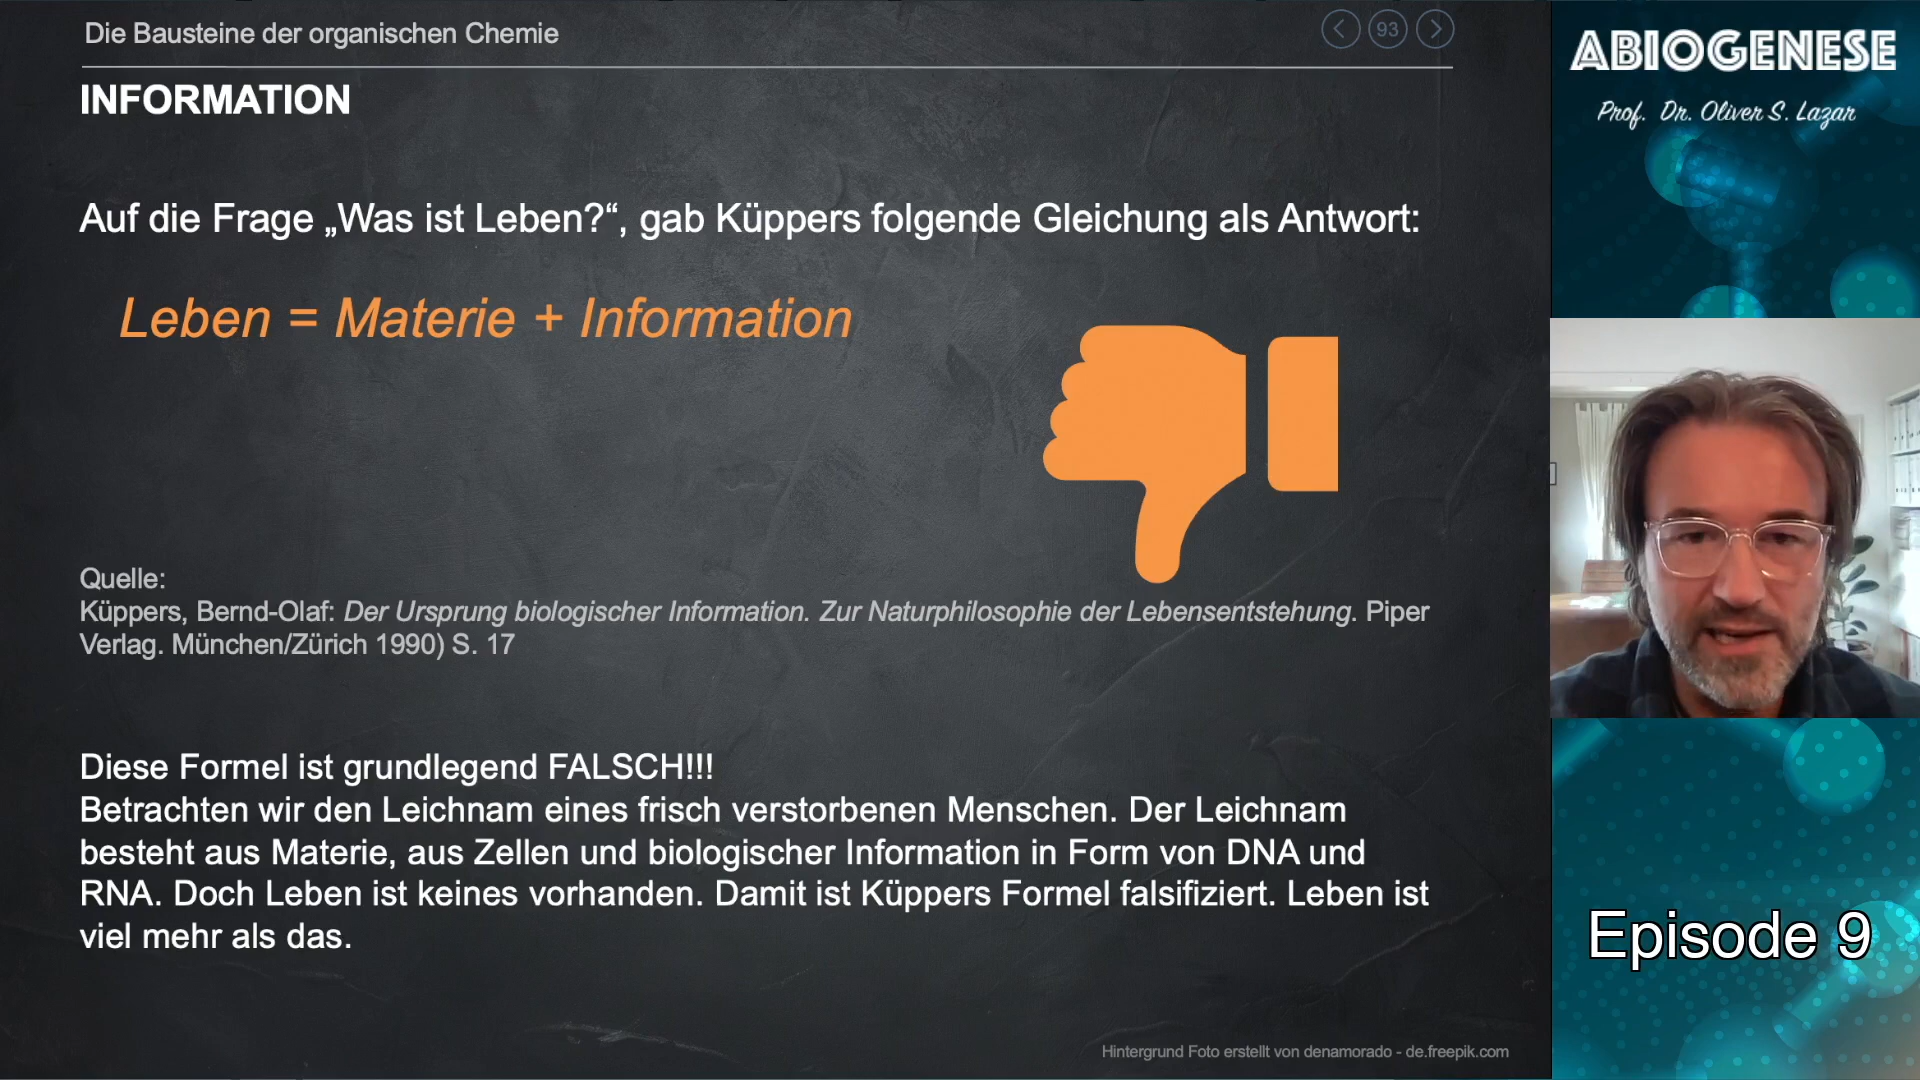 Die Bausteine der organischen Chemie
93
INFORMATION
Auf die Frage „Was ist Leben?“, gab Küppers folgende Gleichung als Antwort:
Leben = Materie + Information
Quelle:
Küppers, Bernd-Olaf: Der Ursprung biologischer Information. Zur Naturphilosophie der Lebensentstehung. Piper
Verlag. München/Zürich 1990) S. 17
Diese Formel ist grundlegend FALSCH!!!
Betrachten wir den Leichnam eines frisch verstorbenen Menschen. Der Leichnam
besteht aus Materie, aus Zellen und biologischer Information in Form von DNA und
RNA. Doch Leben ist keines vorhanden. Damit ist Küppers Formel falsifiziert. Leben ist
viel mehr als das.
Hintergrund Foto erstellt von denamorado - de.freepik.com
ABIOGENESE
Prof. Dr. Oliver S. Lazar
Episode 9